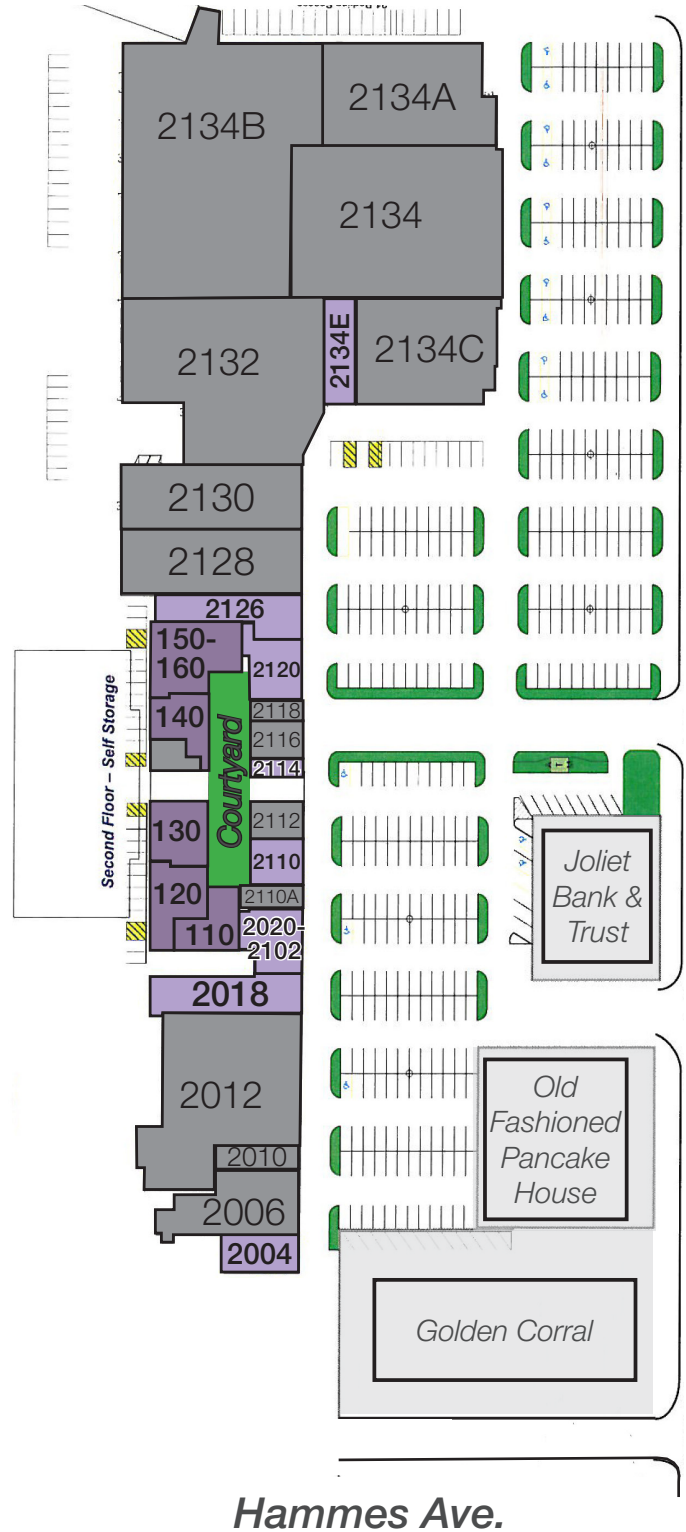 2134A
2134B
2134
2134E
2134C
2132
2130
2128
2126
150-
160
2120
140
2118
2116
2114
Courtyard
Second Floor – Self Storage
130
2112
2110
120
2110A
110
2020-
2102
Joliet
Bank &
Trust
2018
2012
Old
Fashioned
Pancake
House
2010
2006
2004
Golden Corral
Hammes Ave.